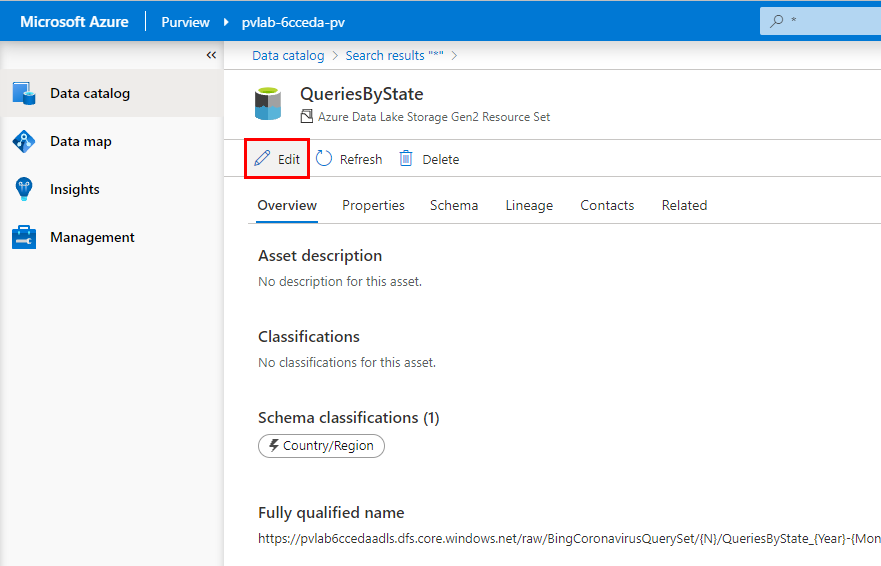 Microsoft Azure Purview pvlab-6cceda-pv *
«
Data catalog > Search results "*" >
Data catalog
Data map
Insights
Management
QueriesByState
Azure Data Lake Storage Gen2 Resource Set
Edit Refresh Delete
Overview Properties Schema Lineage Contacts Related
Asset description
No description for this asset.
Classifications
No classifications for this asset.
Schema classifications (1)
Country/Region
Fully qualified name
https://pvlab6ccedaadls.dfs.core.windows.net/raw/BingCoronavirusQuerySet/{N}/QueriesByState_{Year}-{Mon